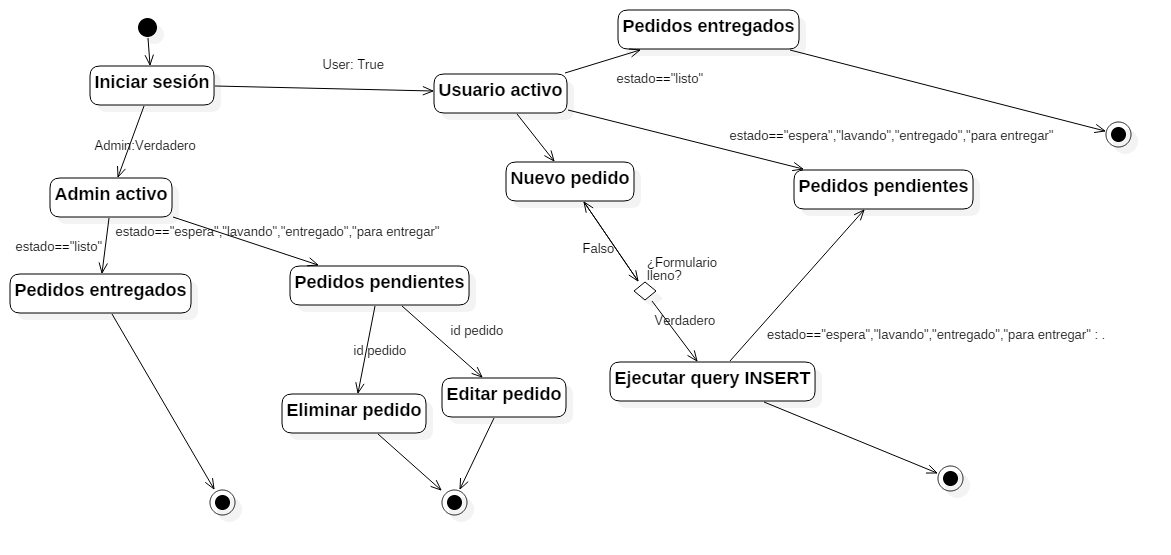 Pedidos entregados
User: True
Iniciar sesión
estado=="listo"
Usuario activo
estado=="espera","lavando","entregado","para entregar"
Admin:Verdadero
Nuevo pedido
Pedidos pendientes
Admin activo
estado=="espera","lavando","entregado","para entregar"
estado=="listo"
Falso
¿Formulario
lleno?
Pedidos entregados
Pedidos pendientes
Verdadero
id pedido
estado=="espera","lavando","entregado","para entregar" : .
id pedido
Ejecutar query INSERT
Editar pedido
Eliminar pedido